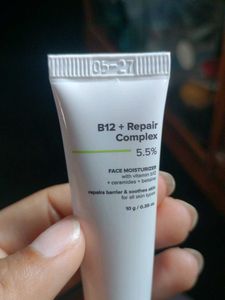 05-27
B12 + Repair
Complex
5.5%
FACE MOISTURIZER
with vitamin b12
+ ceramides +
repairs barrier & soothes skin
for all skin types
10 g / 0.35 oz